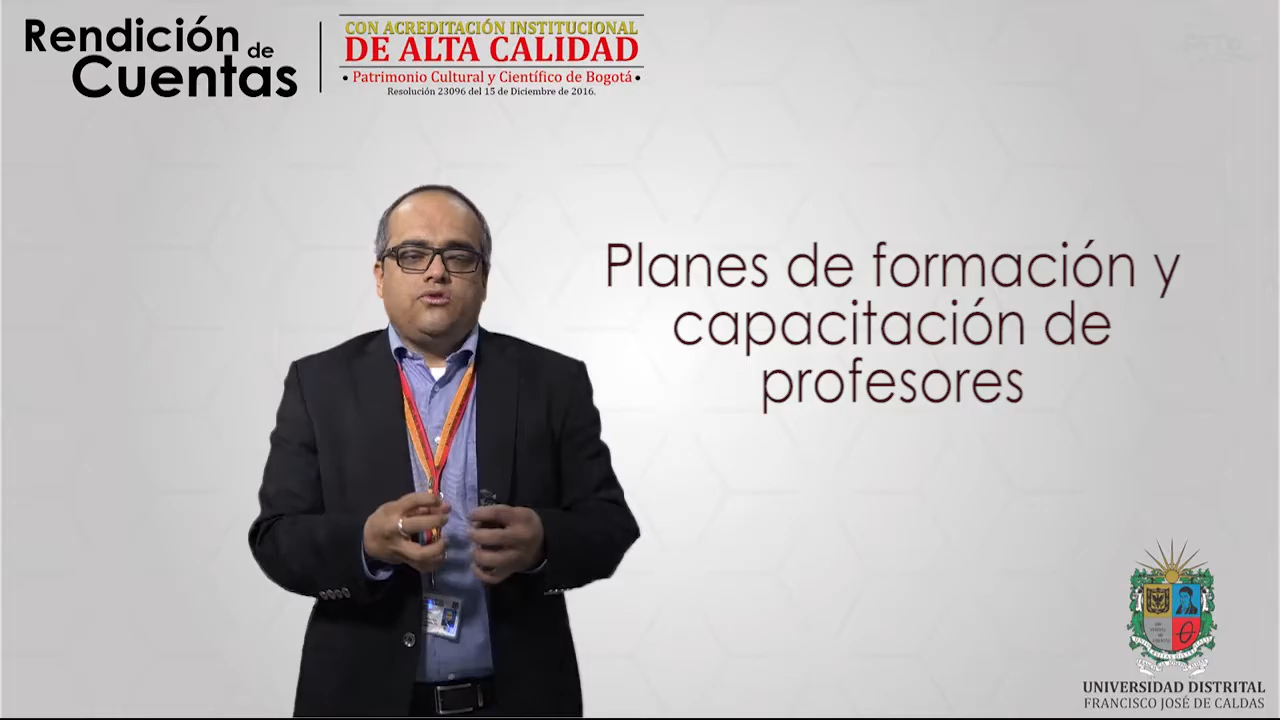 Rendición de
Cuentas
CON ACREDITACIÓN INSTITUCIONAL
DE ALTA CALIDAD
• Patrimonio Cultural y Científico de Bogotá •
Resolución 23096 del 15 de Diciembre de 2016.
Planes de formación y
capacitación de
profesores
UNIVERSIDAD DISTRITAL
FRANCISCO JOSÉ DE CALDAS